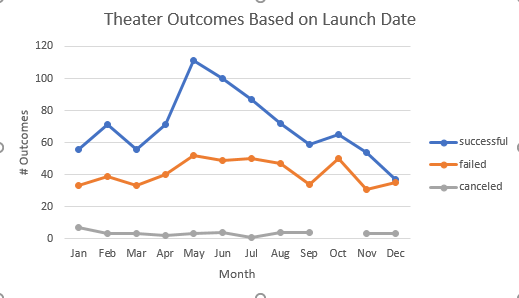 Theater Outcomes Based on Launch Date
120
100
80
60
40
20
0
# Outcomes
Jan Feb Mar Apr May Jun Jul Aug Sep Oct Nov Dec
Month
successful
failed
canceled